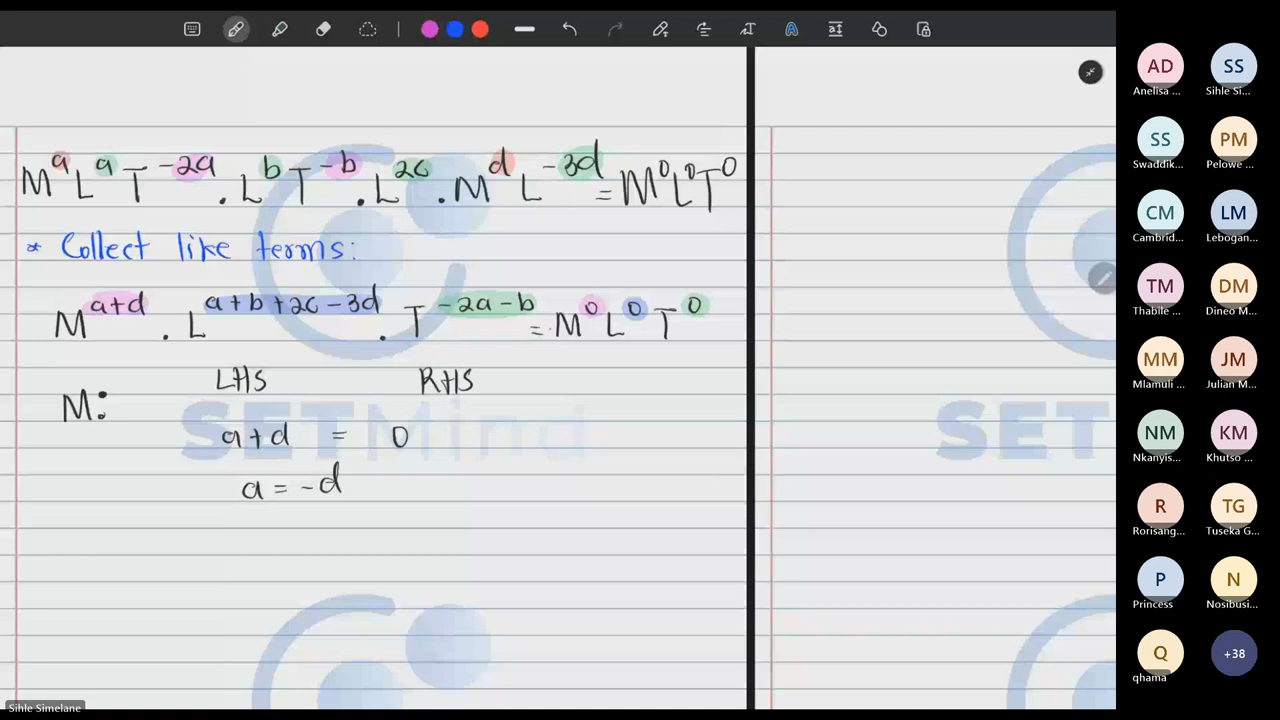 M^a L^a T^-2a . L^b T^-b . L^2c . M^d L^-3d = M^0 L^0 T^0
* Collect like terms:
M^a+d . L^a+b+2c-3d . T^-2a-b = M^0 L^0 T^0
LHS RHS
M:
a+d = 0
a = -d
SETMind
SET
AD SS
Anelisa ... Sihle Si...
SS PM
Swaddik... Pelowe ...
CM LM
Cambrid... Lebogan...
TM DM
Thabile ... Dineo M...
MM JM
Mlamuli ... Julian M...
NM KM
Nkanyis... Khutso ...
R TG
Rorisang... Tuseka G...
P N
Princess Nosibusi...
Q +38
qhama
Sihle Simelane